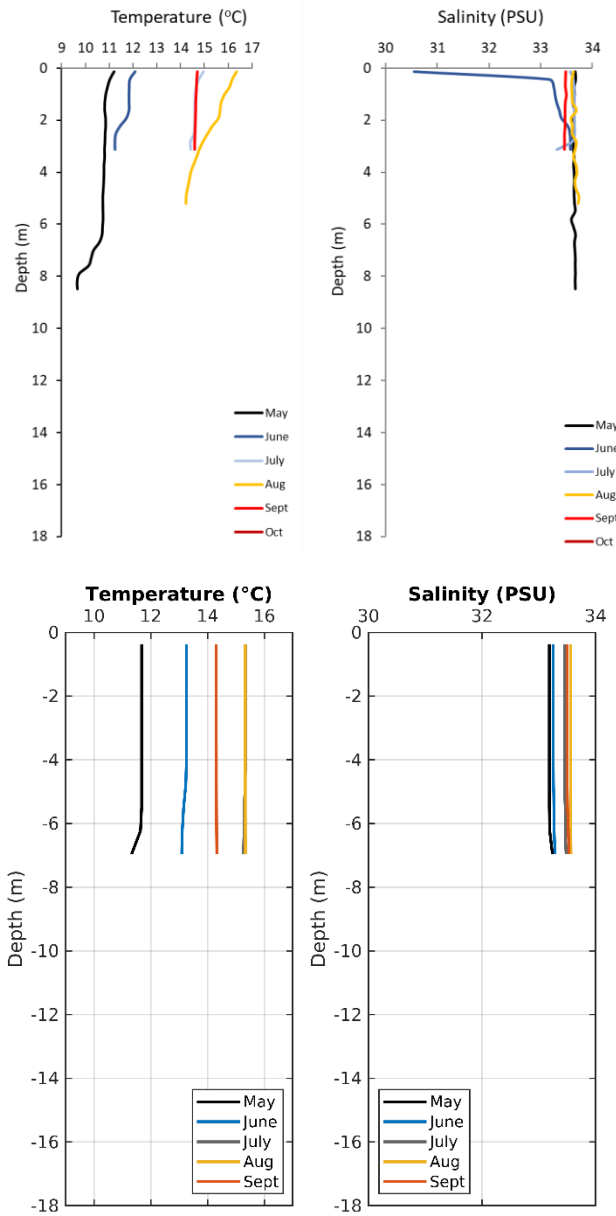 Temperature (°C)
9 10 11 12 13 14 15 16 17
0
2
4
6
8
10
12
14
16
18
Depth (m)
May
June
July
Aug
Sept
Oct
Salinity (PSU)
30 31 32 33 34
0
2
4
6
8
10
12
14
16
18
Depth (m)
May
June
July
Aug
Sept
Oct
Temperature (°C)
10 12 14 16
0
-2
-4
-6
-8
-10
-12
-14
-16
-18
Depth (m)
May
June
July
Aug
Sept
Salinity (PSU)
30 32 34
0
-2
-4
-6
-8
-10
-12
-14
-16
-18
Depth (m)
May
June
July
Aug
Sept